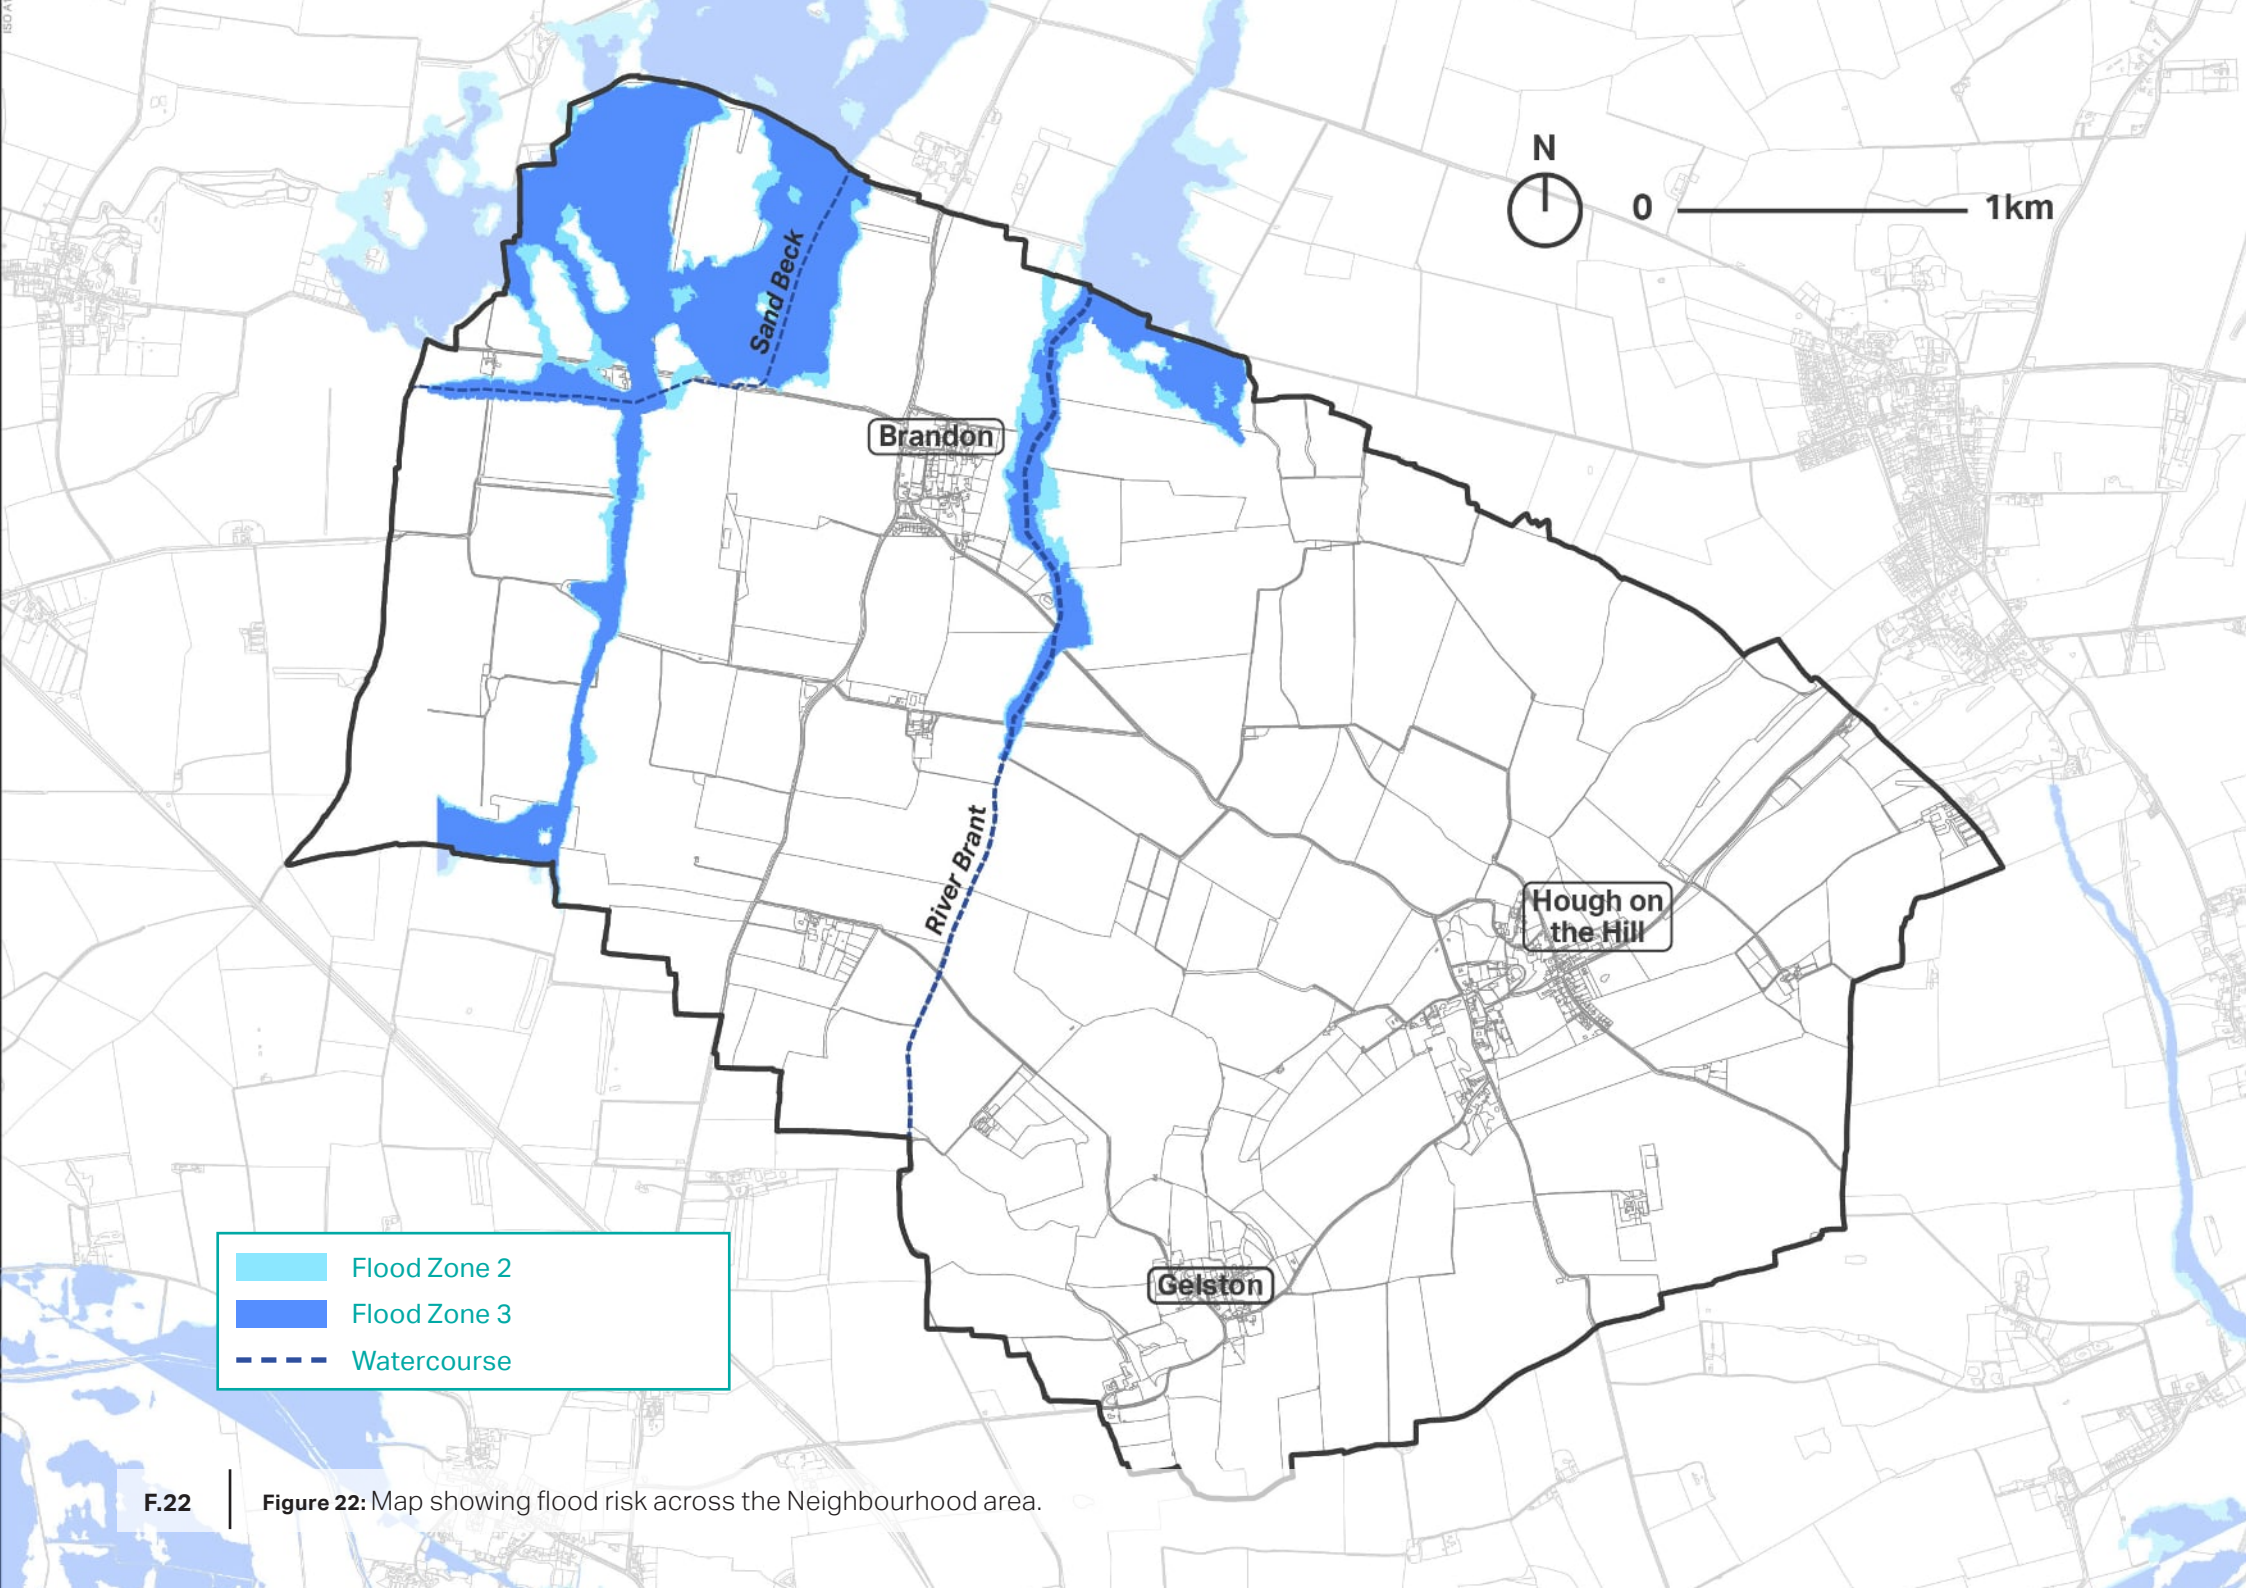 N
0 1km
Sand Beck
Brandon
River Brant
Hough on
the Hill
Gelston
Flood Zone 2
Flood Zone 3
Watercourse
F.22
Figure 22: Map showing flood risk across the Neighbourhood area.